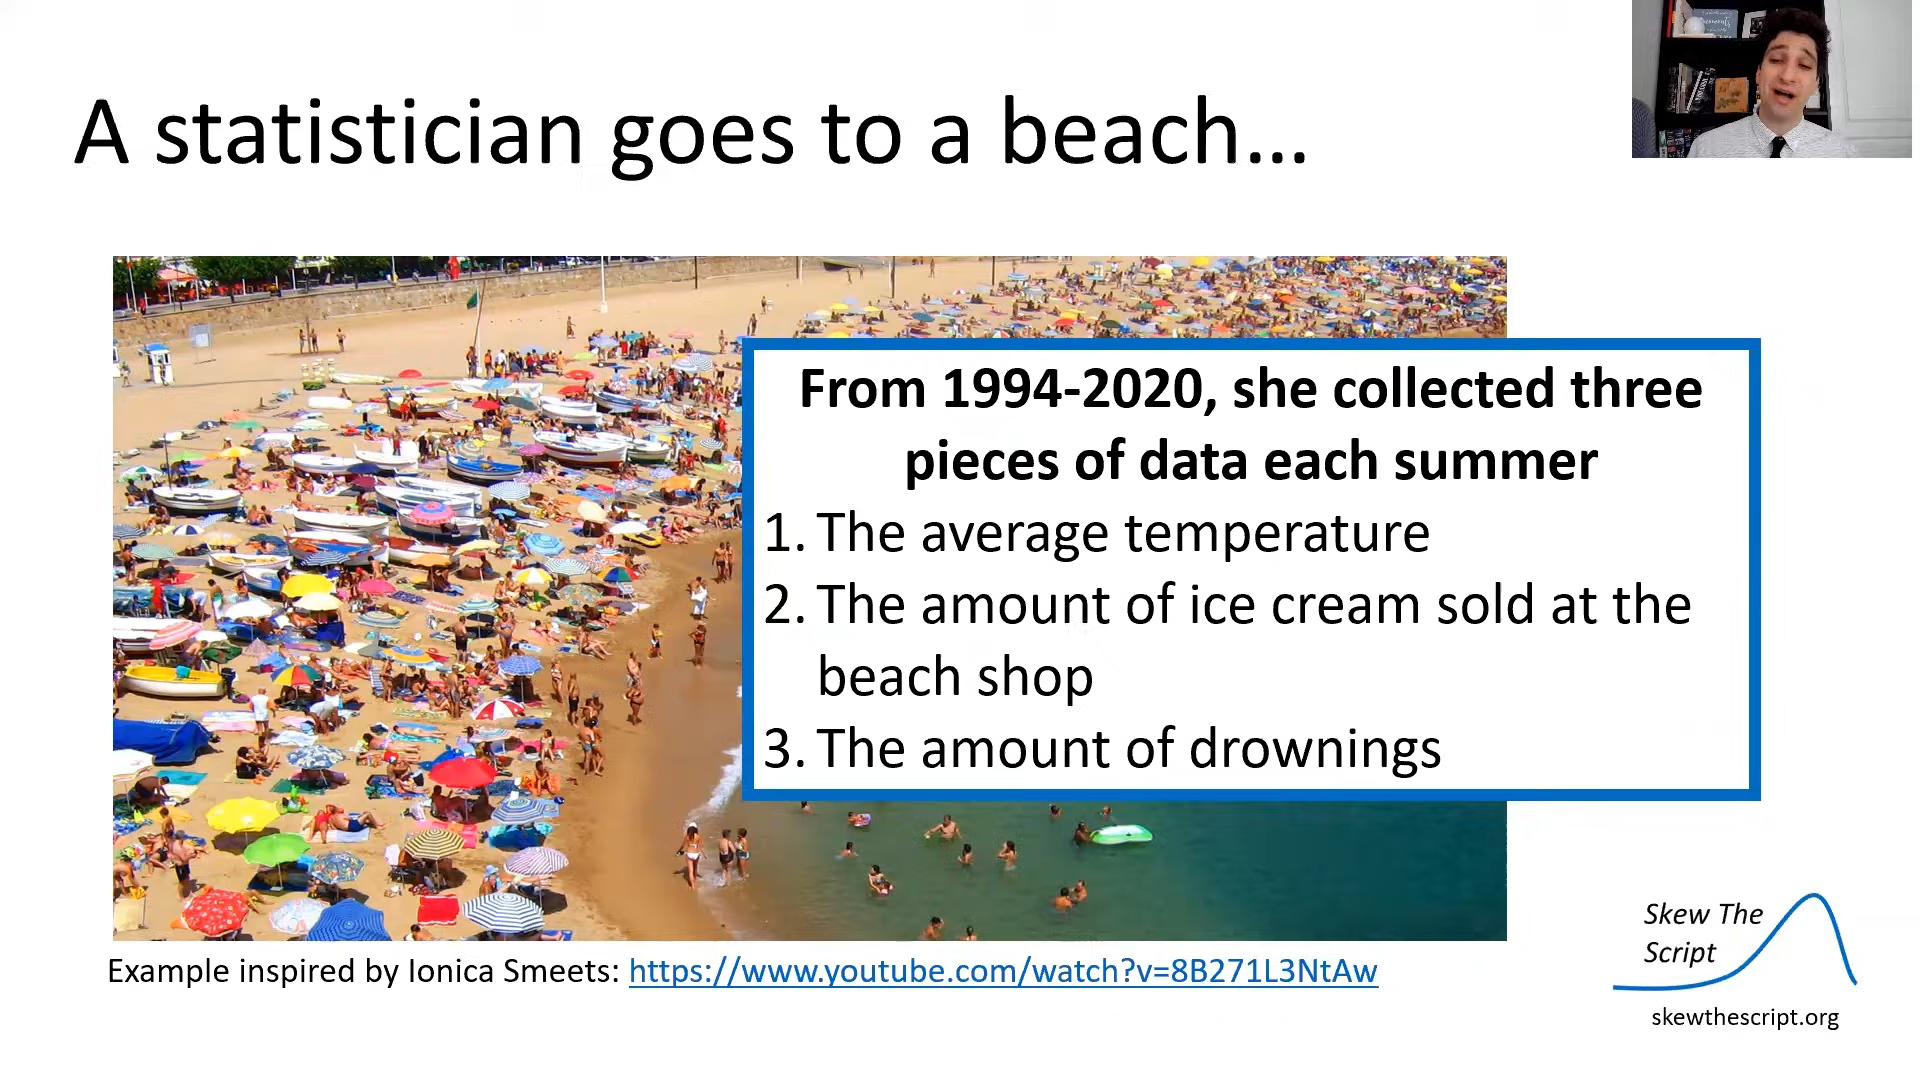 A statistician goes to a beach...
From 1994-2020, she collected three
pieces of data each summer
1. The average temperature
2. The amount of ice cream sold at the
beach shop
3. The amount of drownings
Example inspired by Ionica Smeets: https://www.youtube.com/watch?v=8B271L3NtAw
Skew The
Script
skewthescript.org